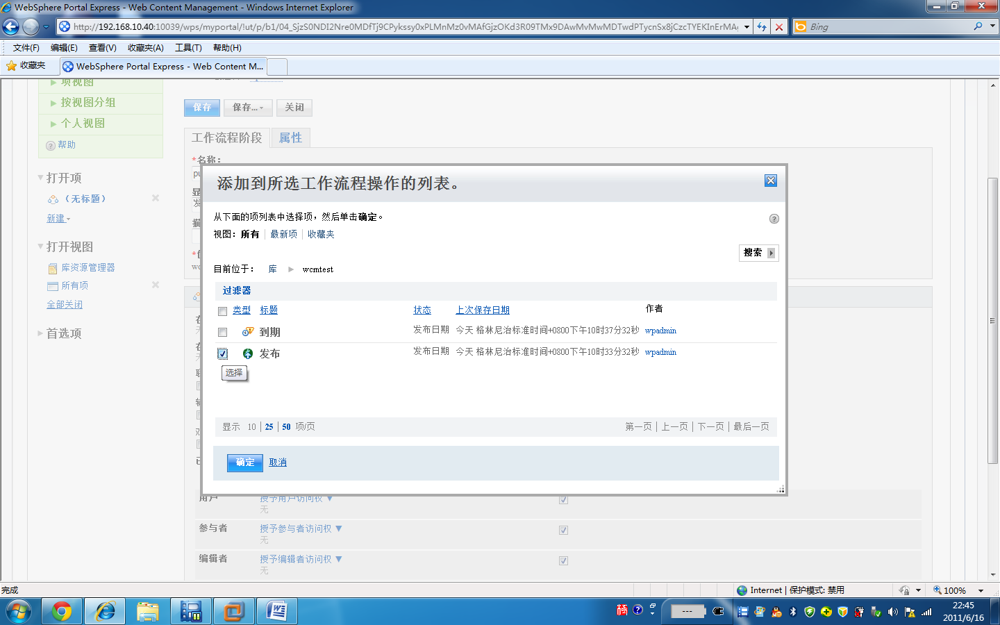 WebSphere Portal Express - Web Content Management - Windows Internet Explorer
http://192.168.10.40:10039/wps/myportal/!ut/p/b1/04_SjzS0NDI2Nre0MDfTj9CPykssy0xPLMnMz0vMAfGjzOKd3R09TMx9DAwMvMwMDTwdPTycnSx8jCzcTYEKInErMA
Bing
文件(F) 编辑(E) 查看(V) 收藏夹(A) 工具(T) 帮助(H)
收藏夹 WebSphere Portal Express - Web Content M...
项视图
按视图分组
个人视图
帮助
打开项
（无标题）
新建
打开视图
库资源管理器
所有项
全部关闭
首选项
保存 保存... 关闭
工作流程阶段 属性
*名称：
添加到所选工作流程操作的列表。
从下面的项列表中选择项，然后单击确定。
视图：所有 最新项 收藏夹
搜索
目前位于： 库 wcmtest
过滤器
类型 标题 状态 上次保存日期 作者
到期 发布日期 今天 格林尼治标准时间+0800下午10时37分32秒 wpadmin
发布 发布日期 今天 格林尼治标准时间+0800下午10时33分32秒 wpadmin
选择
显示 10 25 50 项/页 第一页 上一页 下一页 最后一页
确定 取消
用户 授予用户访问权
无
参与者 授予参与者访问权
无
编辑者 授予编辑者访问权
无
完成 Internet | 保护模式: 禁用 100%
22:45
2011/6/16